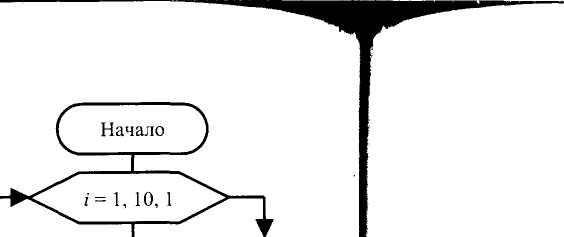 Начало
i = 1, 10, 1